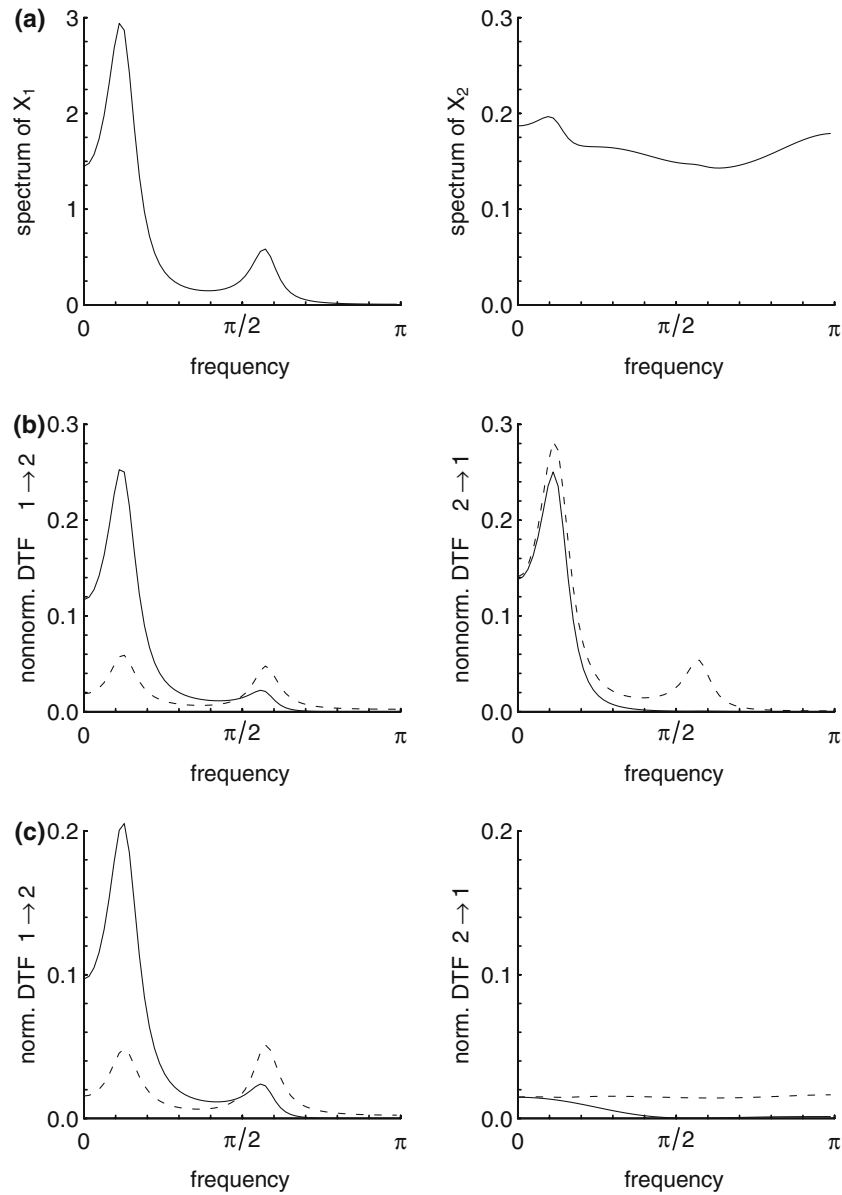 (a)
spectrum of X1
3
2
1
0
0
π/2
π
frequency
spectrum of X2
0.3
0.2
0.1
0.0
0
π/2
π
frequency
(b)
nonnorm. DTF 1 → 2
0.3
0.2
0.1
0.0
0
π/2
π
frequency
nonnorm. DTF 2 → 1
0.3
0.2
0.1
0.0
0
π/2
π
frequency
(c)
norm. DTF 1 → 2
0.2
0.1
0.0
0
π/2
π
frequency
norm. DTF 2 → 1
0.2
0.1
0.0
0
π/2
π
frequency